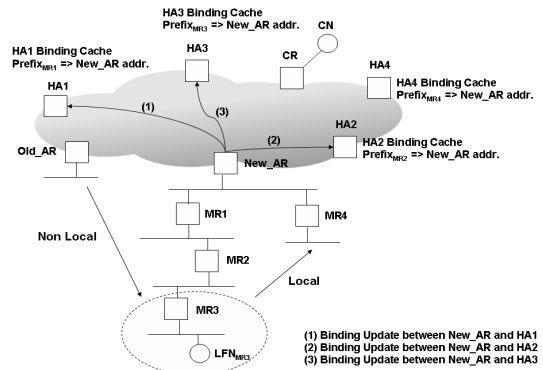 HA3 Binding Cache
Prefix_MR3 => New_AR addr.
CN
HA1 Binding Cache
Prefix_MR1 => New_AR addr.
HA3
CR
HA4
HA1
HA4 Binding Cache
Prefix_MR4 => New_AR addr.
(1)
(3)
HA2
(2)
HA2 Binding Cache
Prefix_MR2 => New_AR addr.
Old_AR
New_AR
MR1
MR4
Non Local
MR2
Local
MR3
LFN_MR3
(1) Binding Update between New_AR and HA1
(2) Binding Update between New_AR and HA2
(3) Binding Update between New_AR and HA3